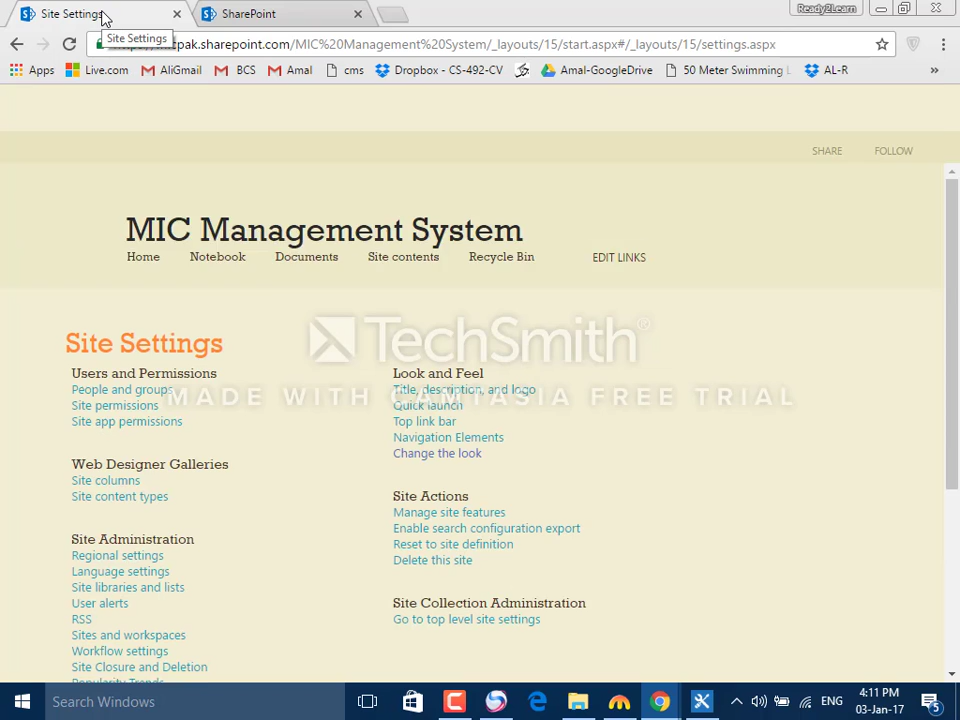 Site Settings
SharePoint
Ready2Learn
Site Settings
pak.sharepoint.com/MIC%20Management%20System/_layouts/15/start.aspx#/_layouts/15/settings.aspx
Apps
Live.com
AliGmail
BCS
Amal
cms
Dropbox - CS-492-CV
Amal-GoogleDrive
50 Meter Swimming
AL-R
»
SHARE
FOLLOW
MIC Management System
Home
Notebook
Documents
Site contents
Recycle Bin
EDIT LINKS
Site Settings
TechSmith®
MADE WITH CAMTASIA FREE TRIAL
Users and Permissions
People and groups
Site permissions
Site app permissions
Web Designer Galleries
Site columns
Site content types
Site Administration
Regional settings
Language settings
Site libraries and lists
User alerts
RSS
Sites and workspaces
Workflow settings
Site Closure and Deletion
Popularity Trends
Look and Feel
Title, description, and logo
Quick launch
Top link bar
Navigation Elements
Change the look
Site Actions
Manage site features
Enable search configuration export
Reset to site definition
Delete this site
Site Collection Administration
Go to top level site settings
Search Windows
ENG
4:11 PM
03-Jan-17
5